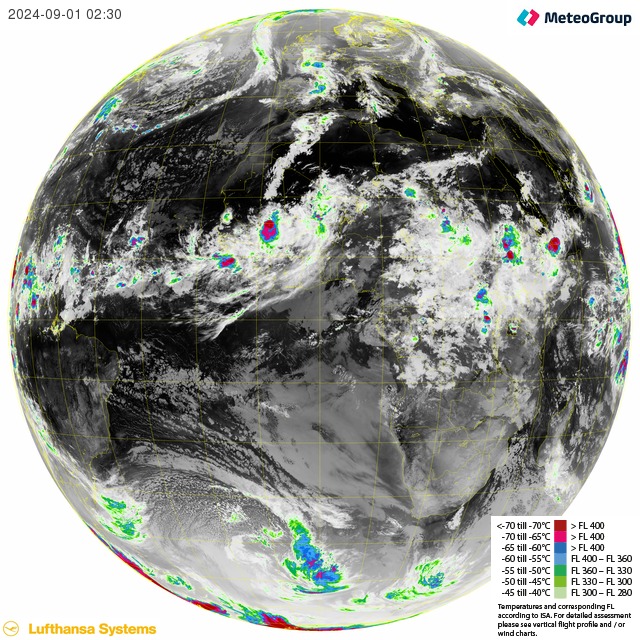 2024-09-01 02:30
MeteoGroup
<-70 till -70°C > FL 400
-70 till -65°C > FL 400
-65 till -60°C > FL 400
-60 till -55°C FL 400 – FL 360
-55 till -50°C FL 360 – FL 330
-50 till -45°C FL 330 – FL 300
-45 till -40°C FL 300 – FL 280
Temperatures and corresponding FL
according to ISA. For detailed assessment
please see vertical flight profile and / or
wind charts.
Lufthansa Systems